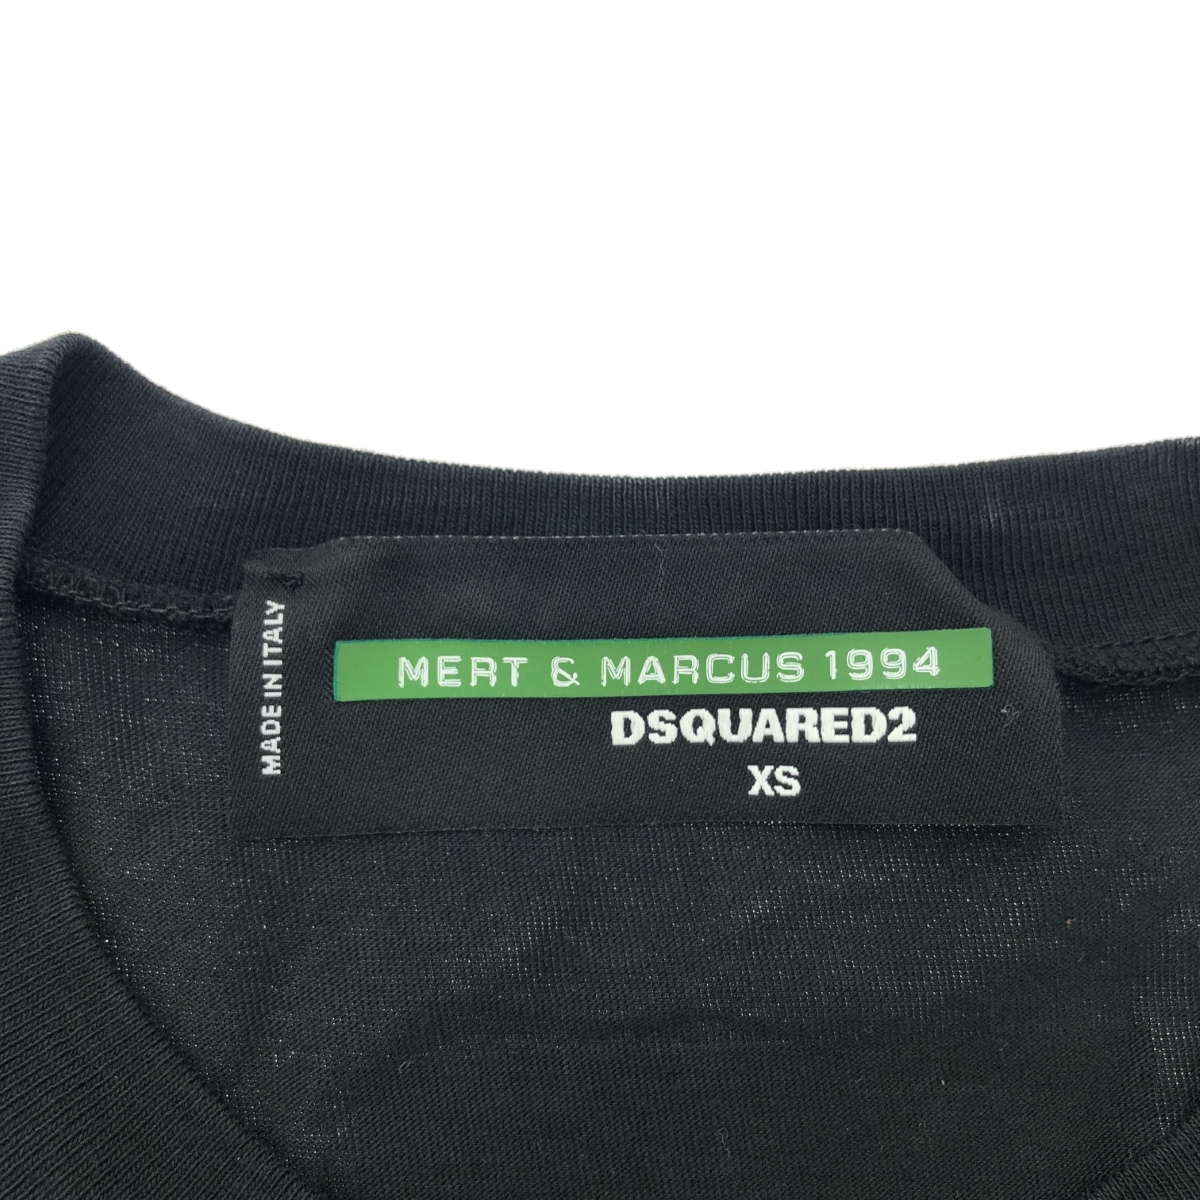 MADE IN ITALY
MERT & MARCUS 1994
DSQUARED2
XS